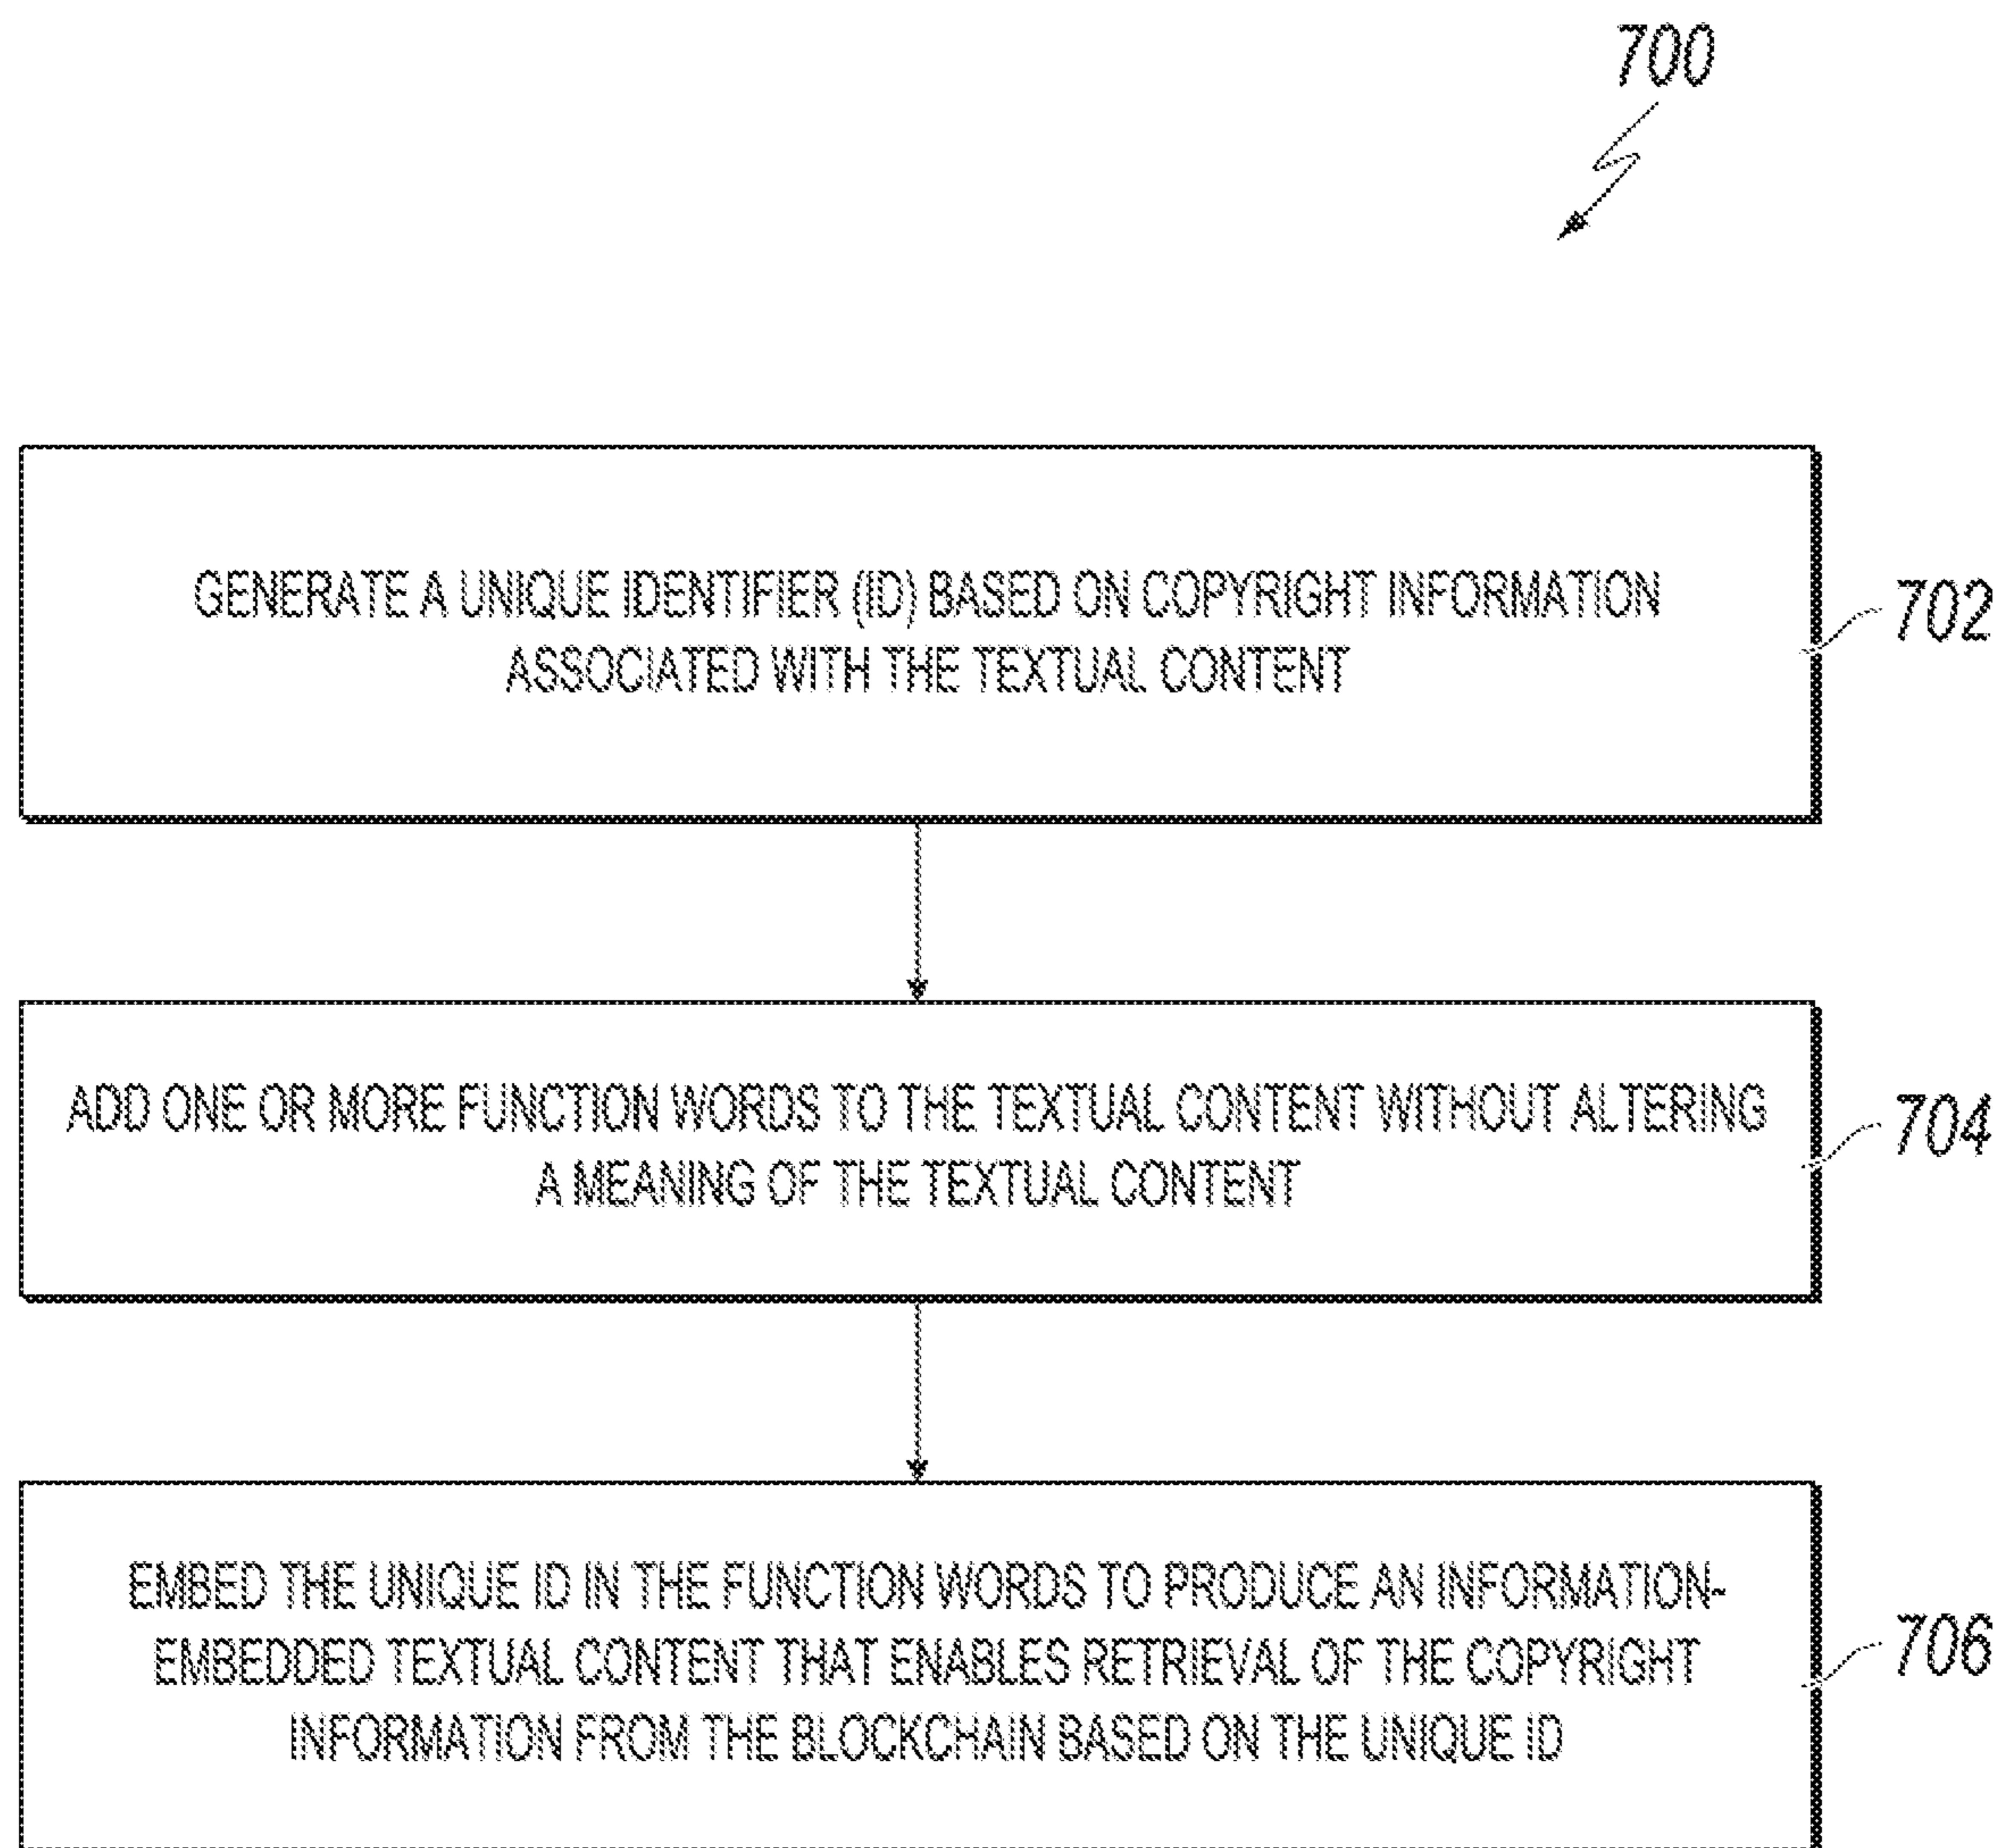 700
GENERATE A UNIQUE IDENTIFIER (ID) BASED ON COPYRIGHT INFORMATION
ASSOCIATED WITH THE TEXTUAL CONTENT
702
ADD ONE OR MORE FUNCTION WORDS TO THE TEXTUAL CONTENT WITHOUT ALTERING
A MEANING OF THE TEXTUAL CONTENT
704
EMBED THE UNIQUE ID IN THE FUNCTION WORDS TO PRODUCE AN INFORMATION-
EMBEDDED TEXTUAL CONTENT THAT ENABLES RETRIEVAL OF THE COPYRIGHT
INFORMATION FROM THE BLOCKCHAIN BASED ON THE UNIQUE ID
706